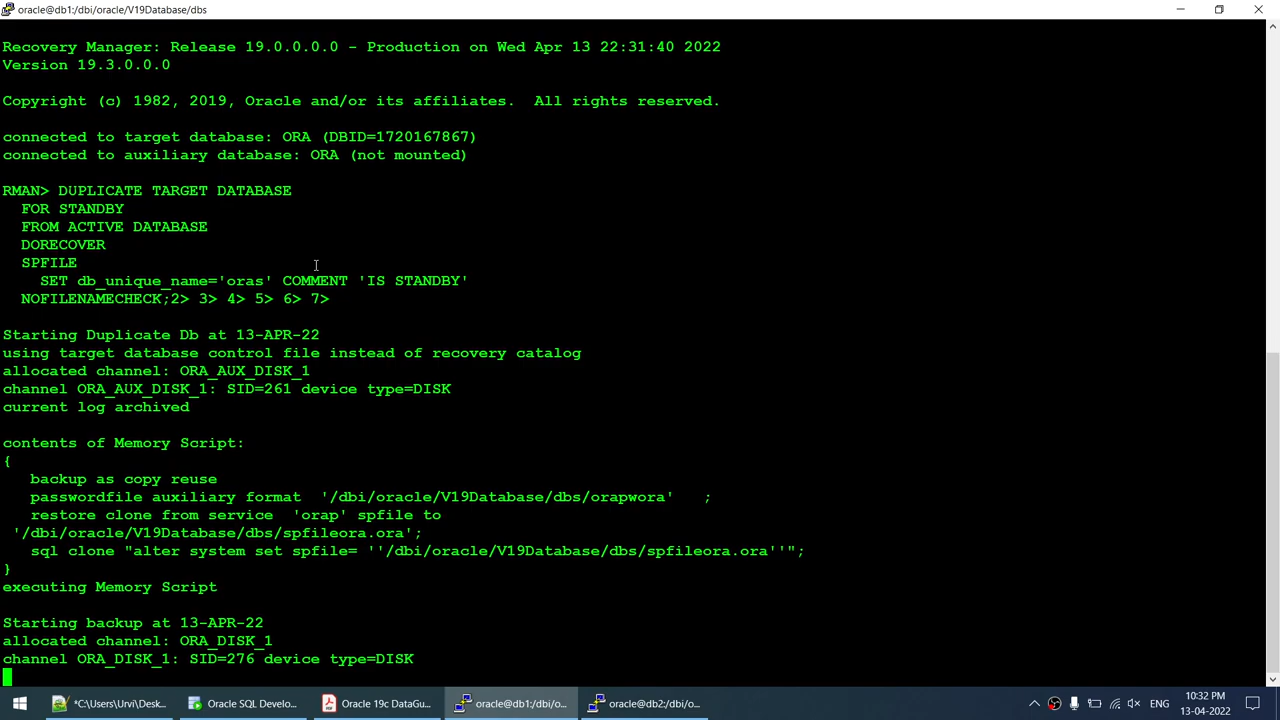 oracle@db1:/dbi/oracle/V19Database/dbs
Recovery Manager: Release 19.0.0.0.0 - Production on Wed Apr 13 22:31:40 2022
Version 19.3.0.0.0
Copyright (c) 1982, 2019, Oracle and/or its affiliates.  All rights reserved.
connected to target database: ORA (DBID=1720167867)
connected to auxiliary database: ORA (not mounted)
RMAN> DUPLICATE TARGET DATABASE
  FOR STANDBY
  FROM ACTIVE DATABASE
  DORECOVER
  SPFILE
    SET db_unique_name='oras' COMMENT 'IS STANDBY'
  NOFILENAMECHECK;2> 3> 4> 5> 6> 7>
Starting Duplicate Db at 13-APR-22
using target database control file instead of recovery catalog
allocated channel: ORA_AUX_DISK_1
channel ORA_AUX_DISK_1: SID=261 device type=DISK
current log archived
contents of Memory Script:
{
   backup as copy reuse
   passwordfile auxiliary format  '/dbi/oracle/V19Database/dbs/orapwora'   ;
   restore clone from service  'orap' spfile to
 '/dbi/oracle/V19Database/dbs/spfileora.ora';
   sql clone "alter system set spfile= ''/dbi/oracle/V19Database/dbs/spfileora.ora''";
}
executing Memory Script
Starting backup at 13-APR-22
allocated channel: ORA_DISK_1
channel ORA_DISK_1: SID=276 device type=DISK
*C:\Users\Urvi\Desk...
Oracle SQL Develo...
Oracle 19c DataGu...
oracle@db1:/dbi/o...
oracle@db2:/dbi/o...
ENG
10:32 PM
13-04-2022